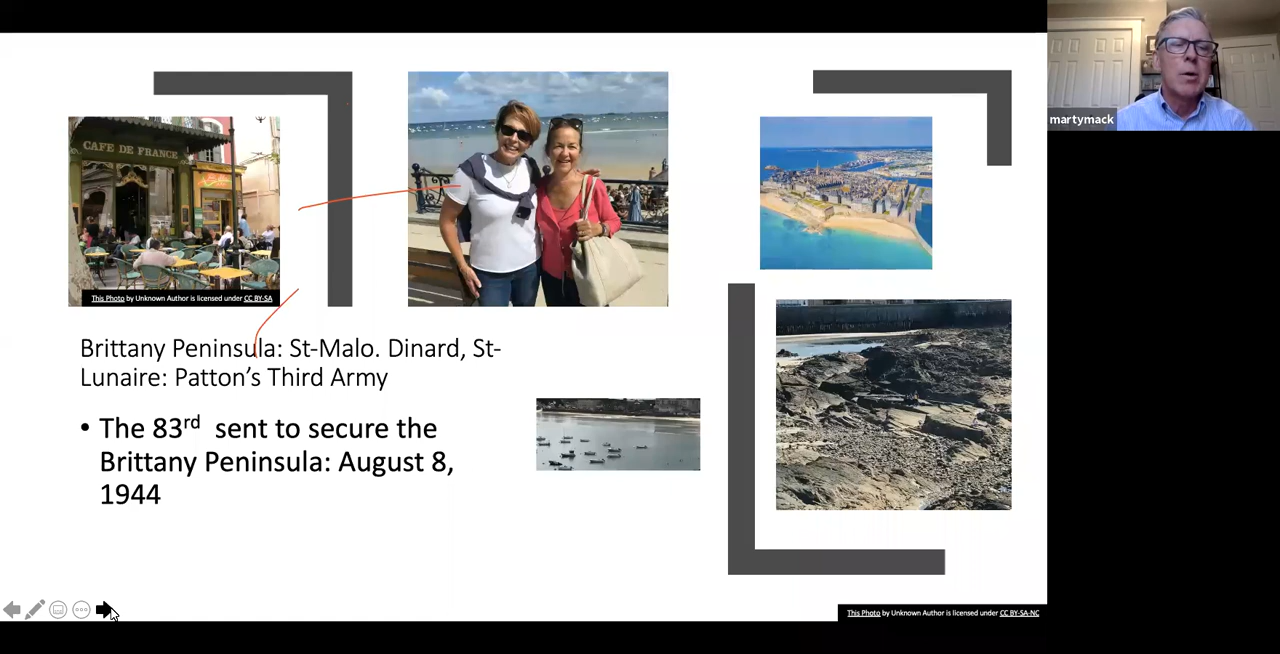 CAFE DE FRANCE
This Photo by Unknown Author is licensed under CC BY-SA
martymack
Brittany Peninsula: St-Malo. Dinard, St-
Lunaire: Patton's Third Army
• The 83rd sent to secure the
Brittany Peninsula: August 8,
1944
This Photo by Unknown Author is licensed under CC BY-SA-NC